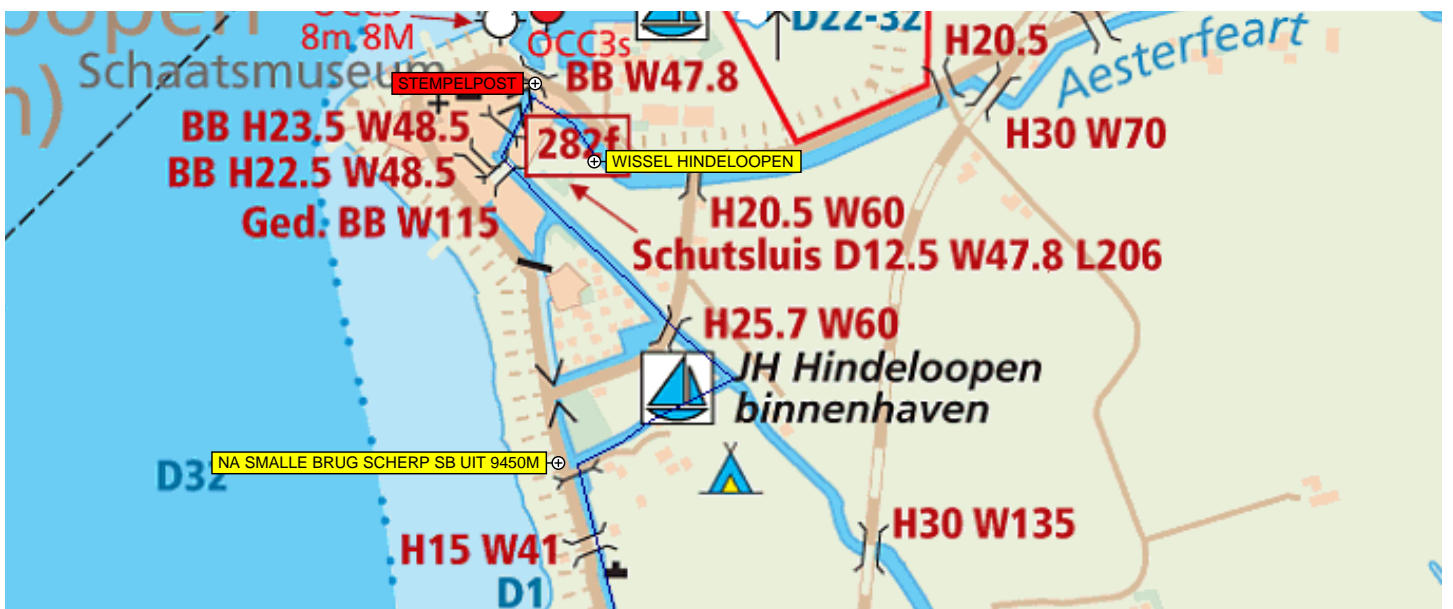 8m 8M
OCC3s
D22-32
H20.5
Aesterfeart
Schaatsmuseum
STEMPELPOST
BB W47.8
BB H23.5 W48.5
282f
H30 W70
WISSEL HINDELOOPEN
BB H22.5 W48.5
H20.5 W60
Ged. BB W115
Schutsluis D12.5 W47.8 L206
H25.7 W60
JH Hindeloopen
binnenhaven
NA SMALLE BRUG SCHERP SB UIT 9450M
D32
H30 W135
H15 W41
D1